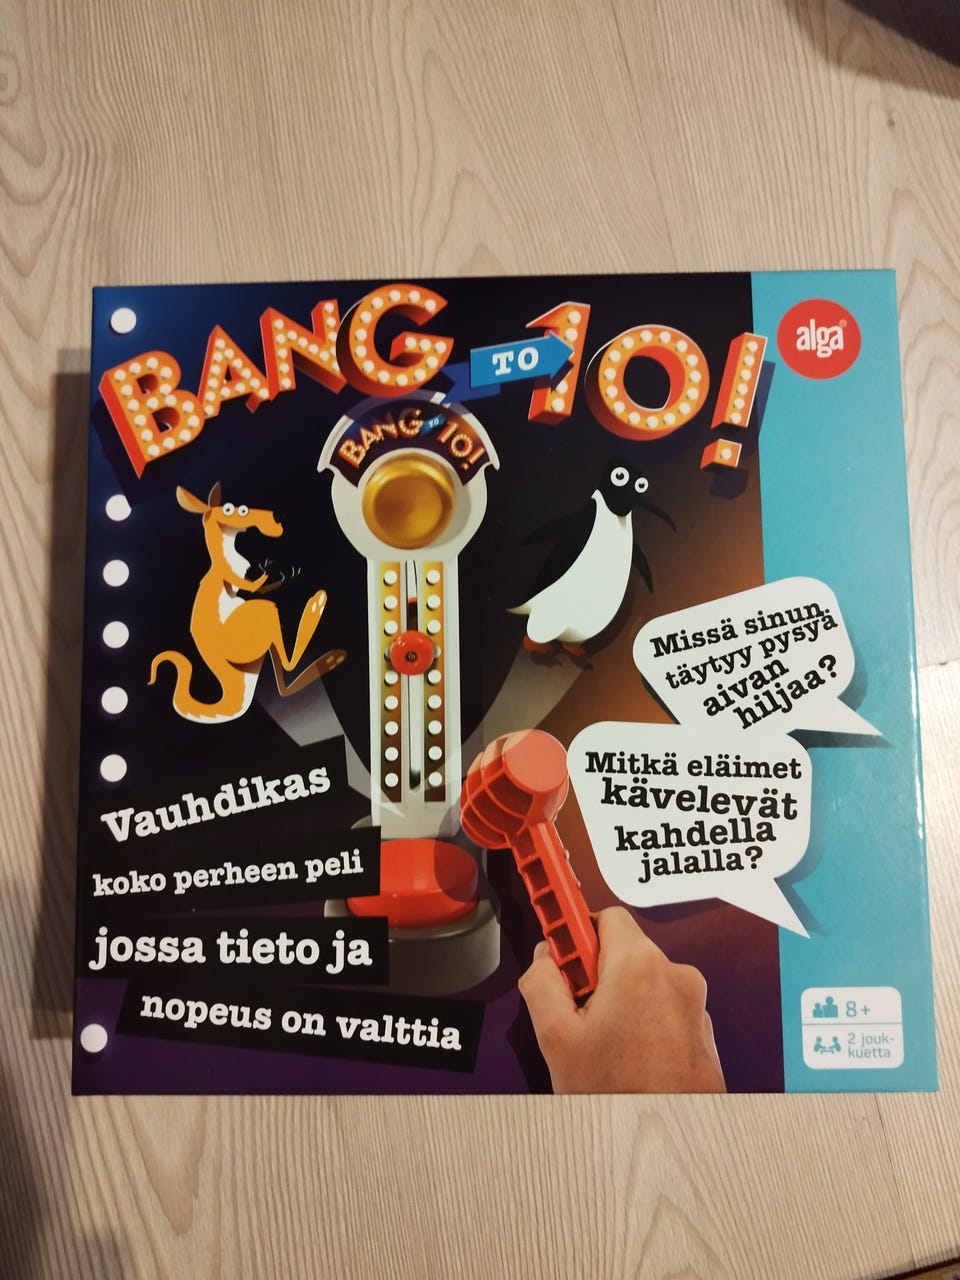 BANG TO 10!
alga
BANG TO 10!
Missä sinun
täytyy pysyä
aivan
hiljaa?
Mitkä eläimet
kävelevät
kahdella
jalalla?
Vauhdikas
koko perheen peli
jossa tieto ja
nopeus on valttia
8+
2 jouk-
kuetta